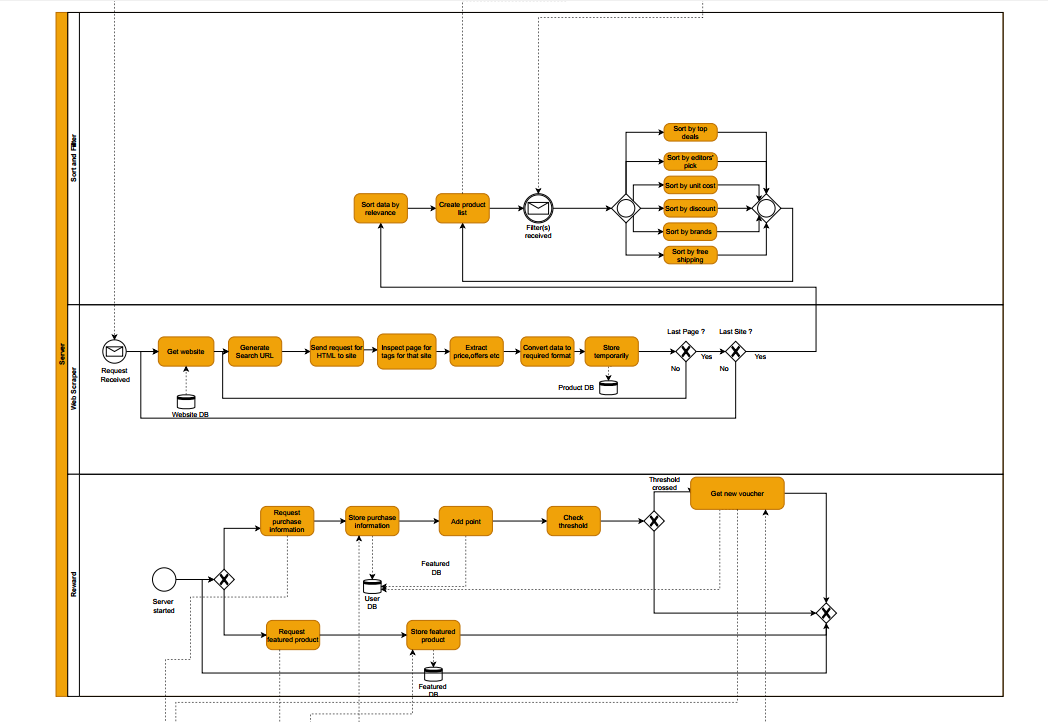 Server
Sort and Filter
Sort by top
deals
Sort by editors'
pick
Sort by unit cost
Sort data by
relevance
Create product
list
Filter(s)
received
Sort by discount
Sort by brands
Sort by free
shipping
Web Scraper
Last Page ?
Last Site ?
Request
Received
Get website
Generate
Search URL
Send request for
HTML to site
Inspect page for
tags for that site
Extract
price,offers etc
Convert data to
required format
Store
temporarily
Yes
Yes
No
No
Product DB
Website DB
Reward
Threshold
crossed
Get new voucher
Request
purchase
information
Store purchase
information
Add point
Check
threshold
Featured
DB
Server
started
User
DB
Request
featured product
Store featured
product
Featured
DB